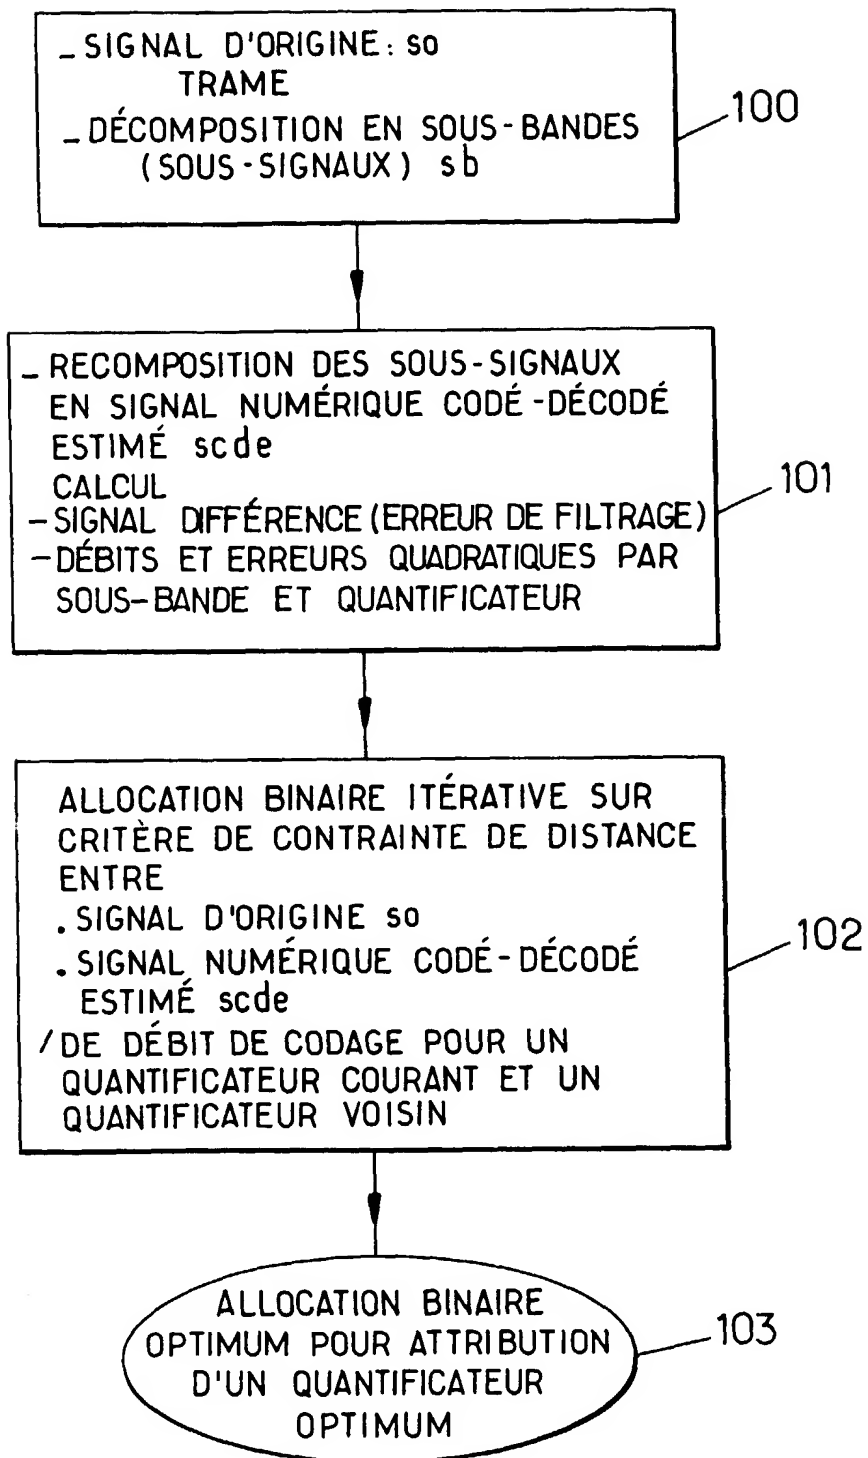 _ SIGNAL D'ORIGINE: so
TRAME
_ DÉCOMPOSITION EN SOUS-BANDES
(SOUS-SIGNAUX) sb
100
_ RECOMPOSITION DES SOUS-SIGNAUX
EN SIGNAL NUMÉRIQUE CODÉ-DÉCODÉ
ESTIMÉ scde
CALCUL
- SIGNAL DIFFÉRENCE (ERREUR DE FILTRAGE)
- DÉBITS ET ERREURS QUADRATIQUES PAR
SOUS-BANDE ET QUANTIFICATEUR
101
ALLOCATION BINAIRE ITÉRATIVE SUR
CRITÈRE DE CONTRAINTE DE DISTANCE
ENTRE
. SIGNAL D'ORIGINE so
. SIGNAL NUMÉRIQUE CODÉ-DÉCODÉ
ESTIMÉ scde
/ DE DÉBIT DE CODAGE POUR UN
QUANTIFICATEUR COURANT ET UN
QUANTIFICATEUR VOISIN
102
ALLOCATION BINAIRE
OPTIMUM POUR ATTRIBUTION
D'UN QUANTIFICATEUR
OPTIMUM
103